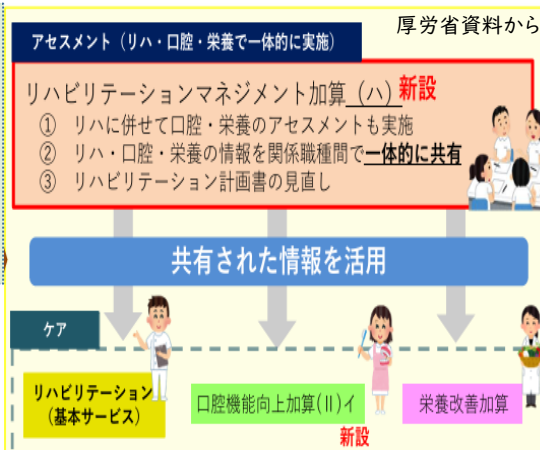 厚労省資料から
アセスメント（リハ・口腔・栄養で一体的に実施）
リハビリテーションマネジメント加算（ハ）新設
① リハに併せて口腔・栄養のアセスメントも実施
② リハ・口腔・栄養の情報を関係職種間で一体的に共有
③ リハビリテーション計画書の見直し
共有された情報を活用
ケア
リハビリテーション
（基本サービス）
口腔機能向上加算(Ⅱ)イ
新設
栄養改善加算